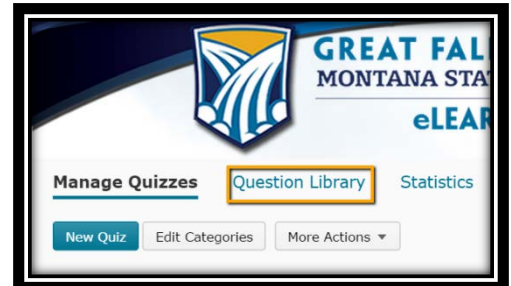 GREAT FAL
MONTANA STA
eLEAR
Manage Quizzes Question Library Statistics
New Quiz Edit Categories More Actions